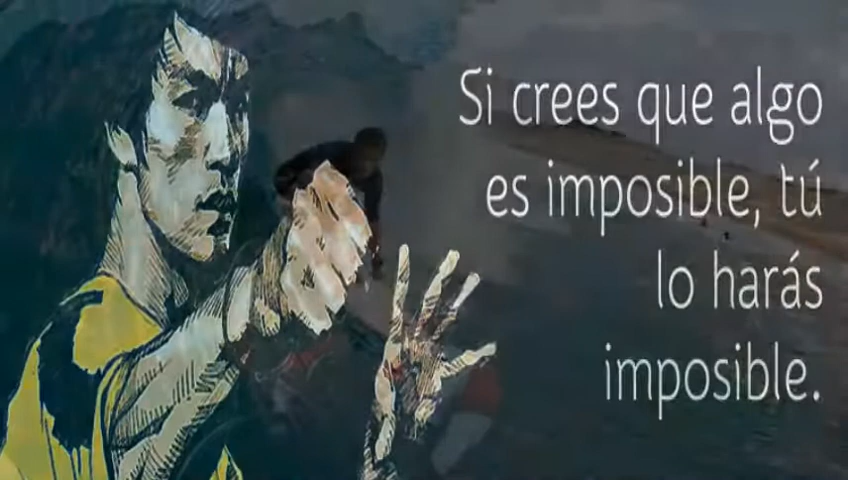 Si crees que algo
es imposible, tú
lo harás
imposible.